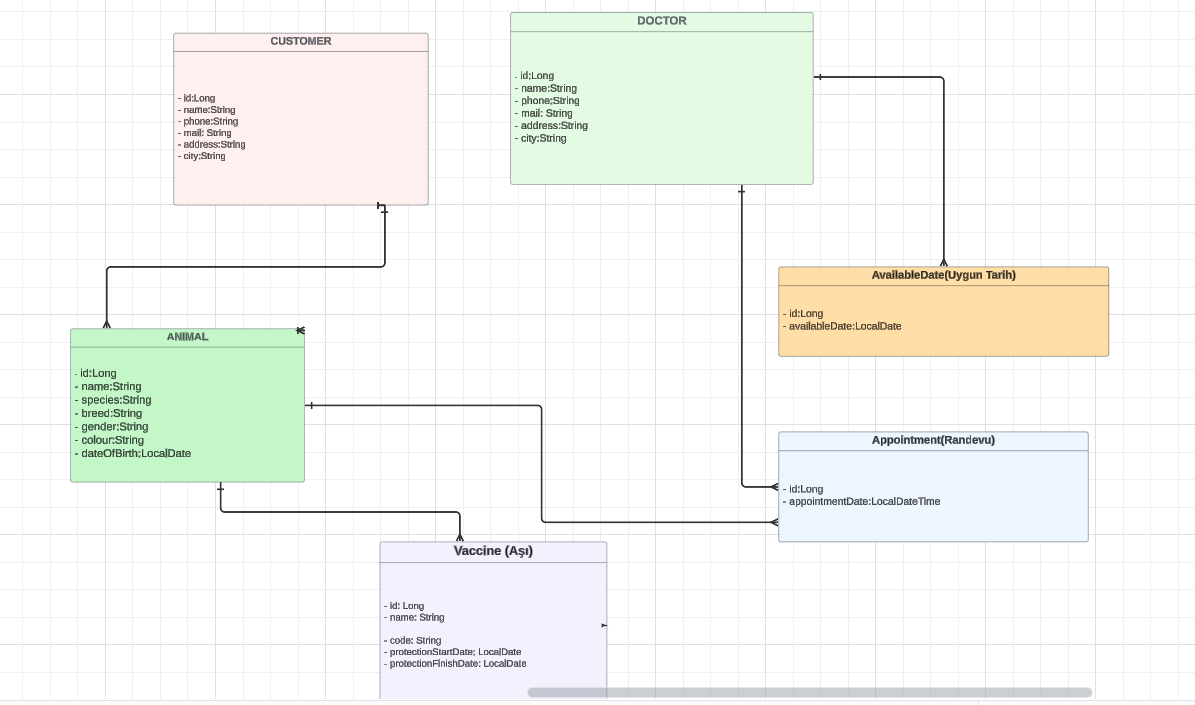 CUSTOMER
- id:Long
- name:String
- phone:String
- mail: String
- address:String
- city:String
DOCTOR
- id:Long
- name:String
- phone:String
- mail: String
- address:String
- city:String
AvailableDate(Uygun Tarih)
- id:Long
- availableDate:LocalDate
ANIMAL
- id:Long
- name:String
- species:String
- breed:String
- gender:String
- colour:String
- dateOfBirth:LocalDate
Appointment(Randevu)
- id:Long
- appointmentDate:LocalDateTime
Vaccine (Aşı)
- id: Long
- name: String
- code: String
- protectionStartDate: LocalDate
- protectionFinishDate: LocalDate